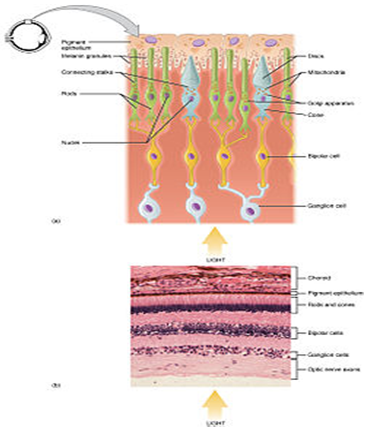 Pigment
epithelium
Melanin granules
Connecting stalks
Rods
Nuclei
Discs
Mitochondria
Golgi apparatus
Cone
Bipolar cell
Ganglion cell
(a)
LIGHT
Choroid
Pigment epithelium
Rods and cones
Bipolar cells
Ganglion cells
Optic nerve axons
(b)
LIGHT